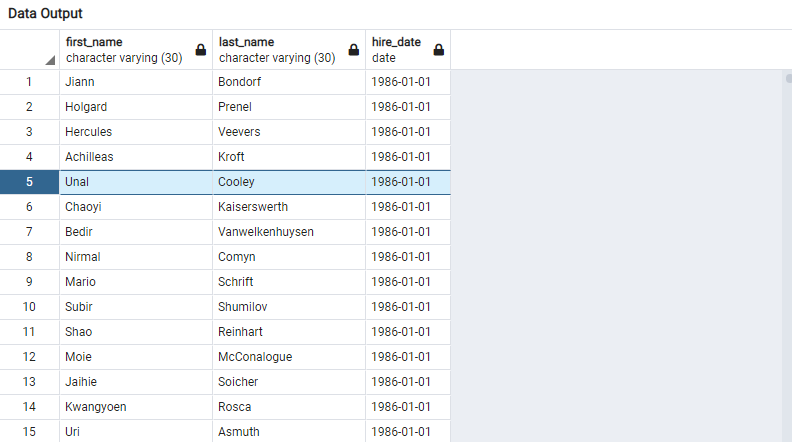 Data Output
first_name last_name hire_date
character varying (30) character varying (30) date
1 Jiann Bondorf 1986-01-01
2 Holgard Prenel 1986-01-01
3 Hercules Veevers 1986-01-01
4 Achilleas Kroft 1986-01-01
5 Unal Cooley 1986-01-01
6 Chaoyi Kaiserswerth 1986-01-01
7 Bedir Vanwelkenhuysen 1986-01-01
8 Nirmal Comyn 1986-01-01
9 Mario Schrift 1986-01-01
10 Subir Shumilov 1986-01-01
11 Shao Reinhart 1986-01-01
12 Moie McConalogue 1986-01-01
13 Jaihie Soicher 1986-01-01
14 Kwangyoen Rosca 1986-01-01
15 Uri Asmuth 1986-01-01